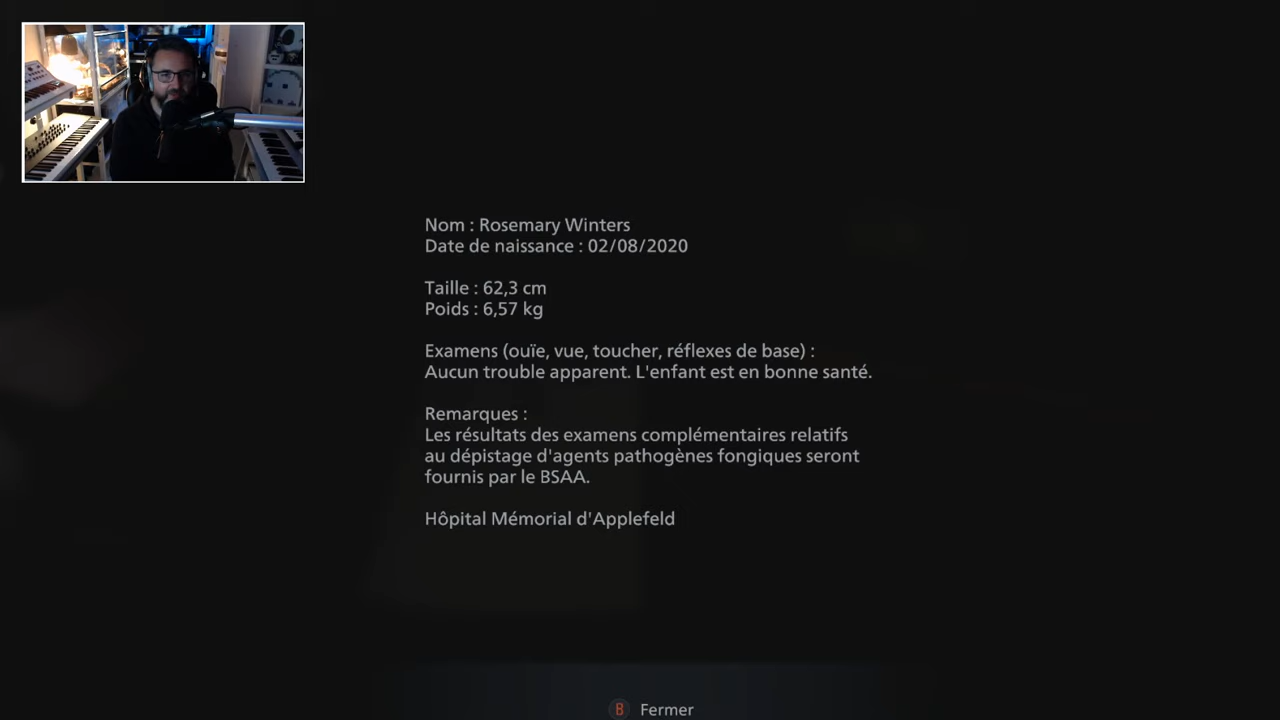 Nom : Rosemary Winters
Date de naissance : 02/08/2020
Taille : 62,3 cm
Poids : 6,57 kg
Examens (ouïe, vue, toucher, réflexes de base) :
Aucun trouble apparent. L'enfant est en bonne santé.
Remarques :
Les résultats des examens complémentaires relatifs
au dépistage d'agents pathogènes fongiques seront
fournis par le BSAA.
Hôpital Mémorial d'Applefeld
B Fermer